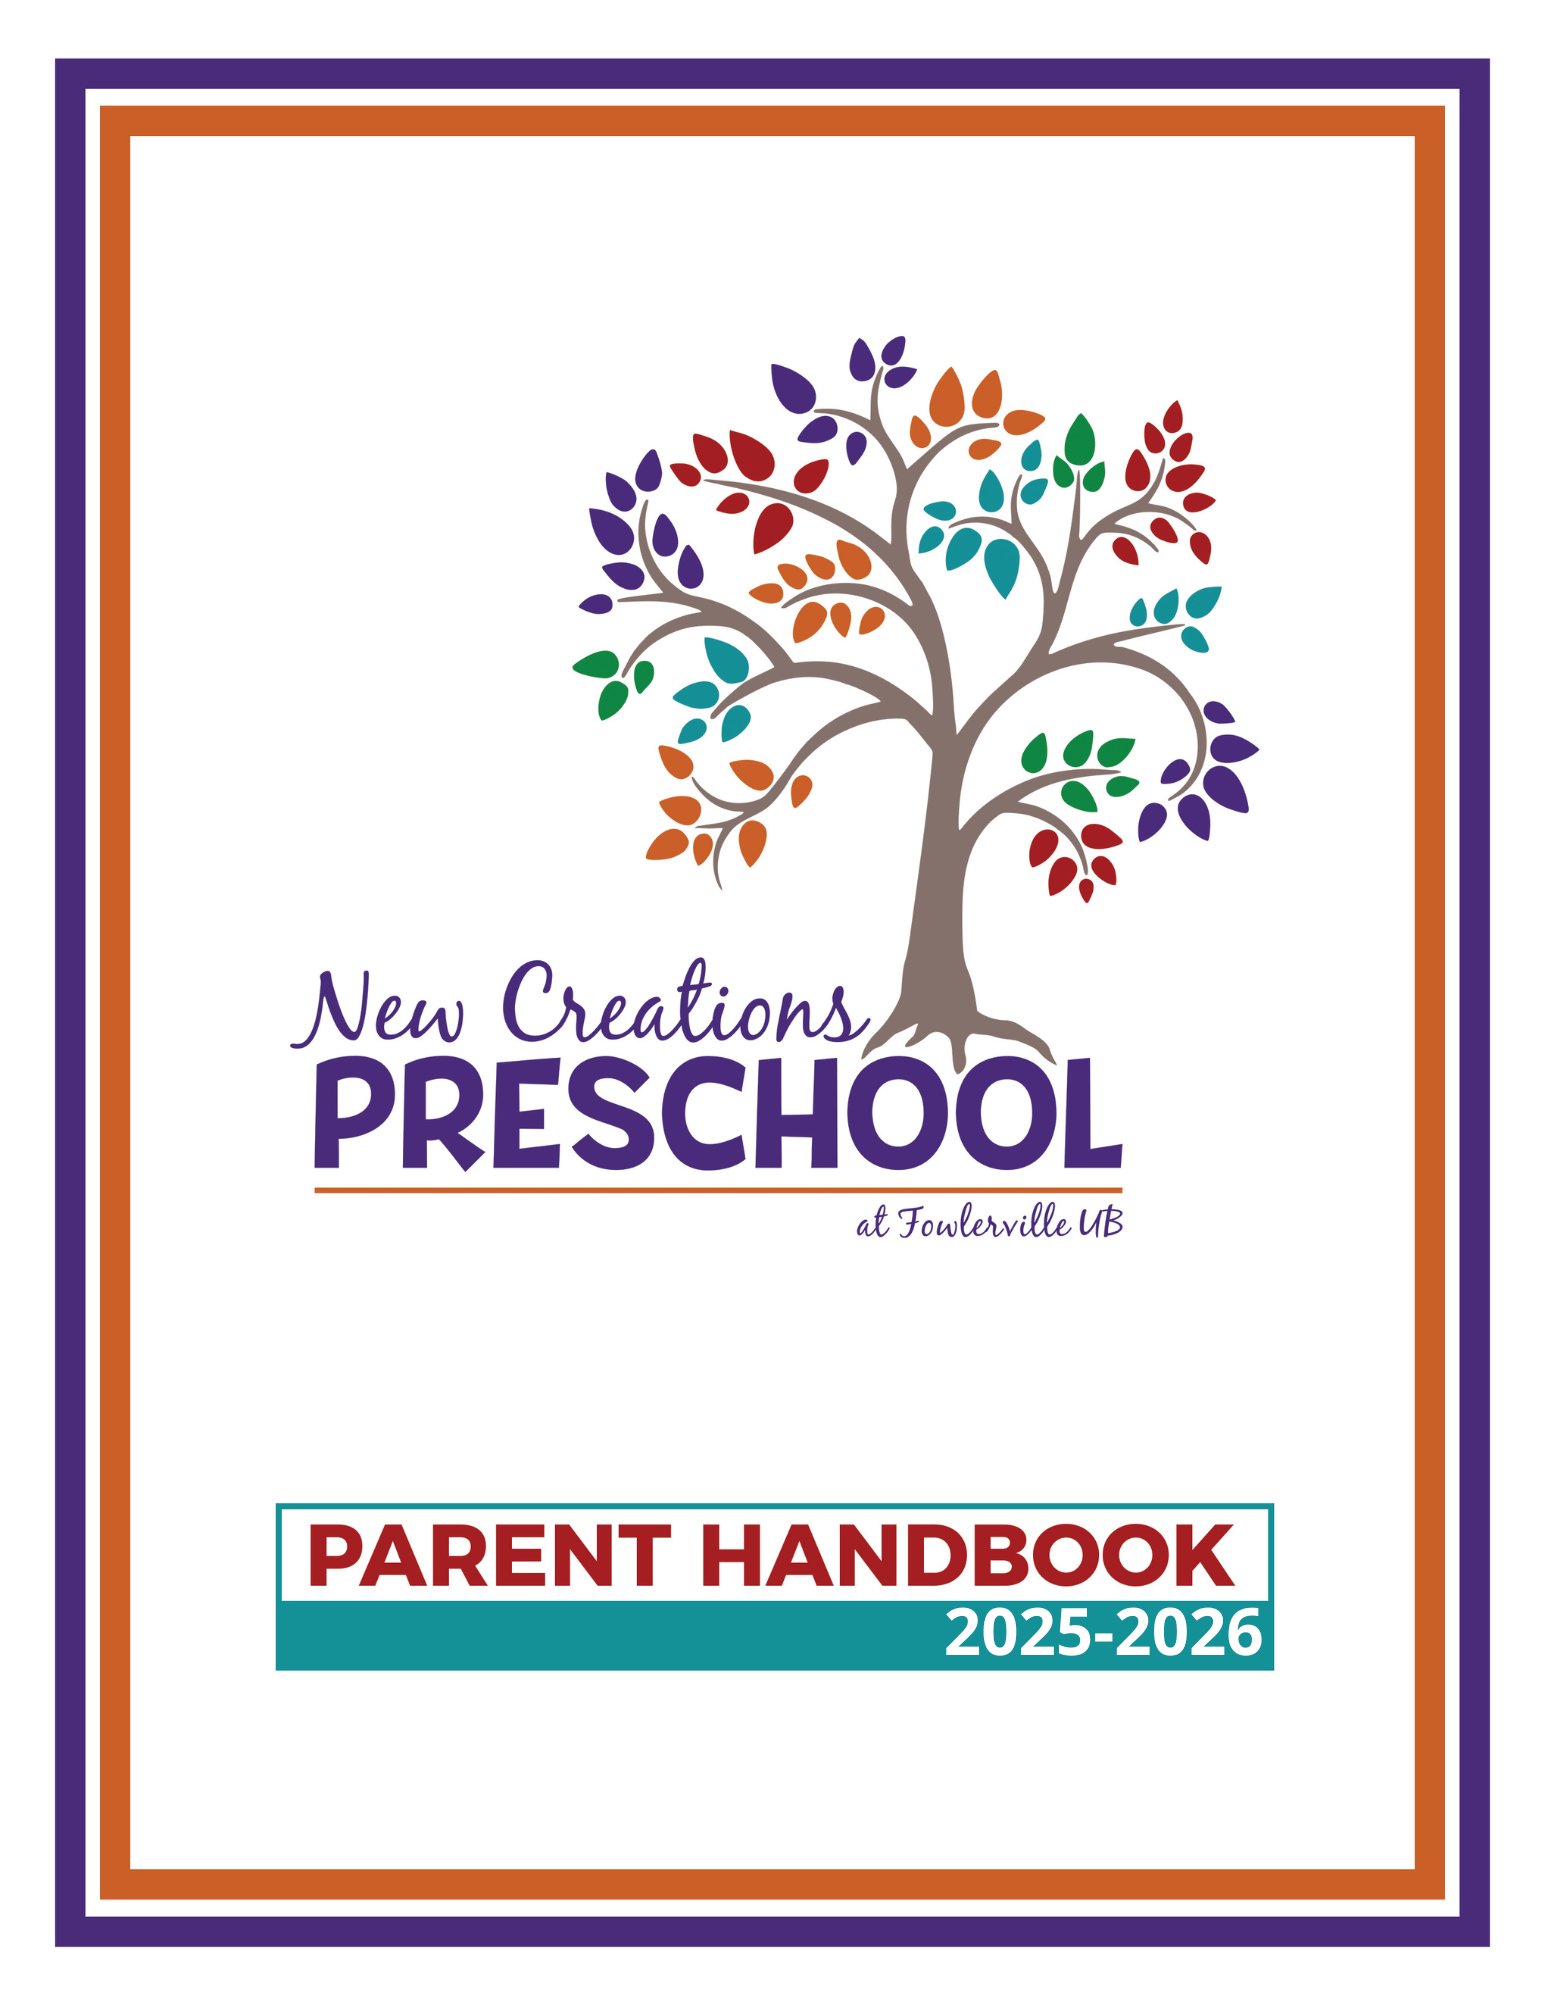 New Creations
PRESCHOOL
at Fowlerville UB
PARENT HANDBOOK
2025-2026